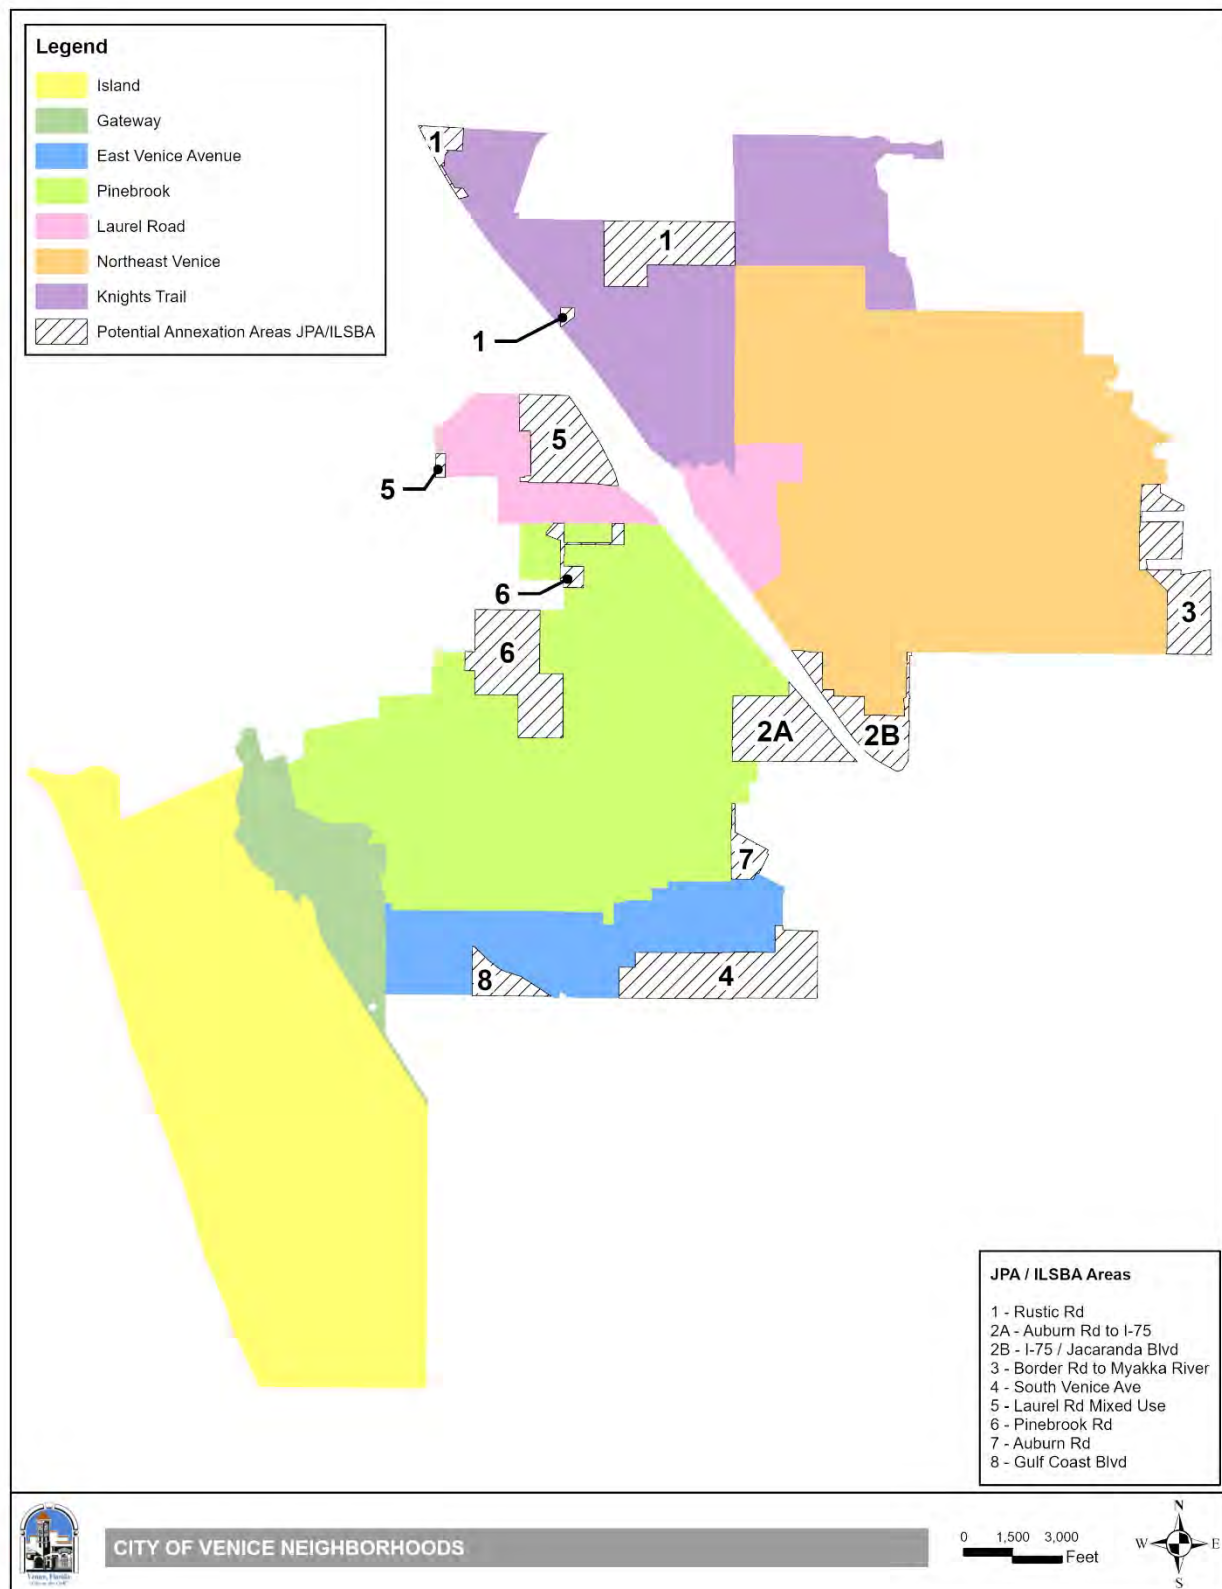 Legend
Island
Gateway
East Venice Avenue
Pinebrook
Laurel Road
Northeast Venice
Knights Trail
Potential Annexation Areas JPA/ILSBA
1
1
1
5
5
6
3
6
2A
2B
7
8
4
JPA / ILSBA Areas
1 - Rustic Rd
2A - Auburn Rd to I-75
2B - I-75 / Jacaranda Blvd
3 - Border Rd to Myakka River
4 - South Venice Ave
5 - Laurel Rd Mixed Use
6 - Pinebrook Rd
7 - Auburn Rd
8 - Gulf Coast Blvd
Venice, Florida
CITY OF VENICE NEIGHBORHOODS
0 1,500 3,000
Feet
N
W E
S